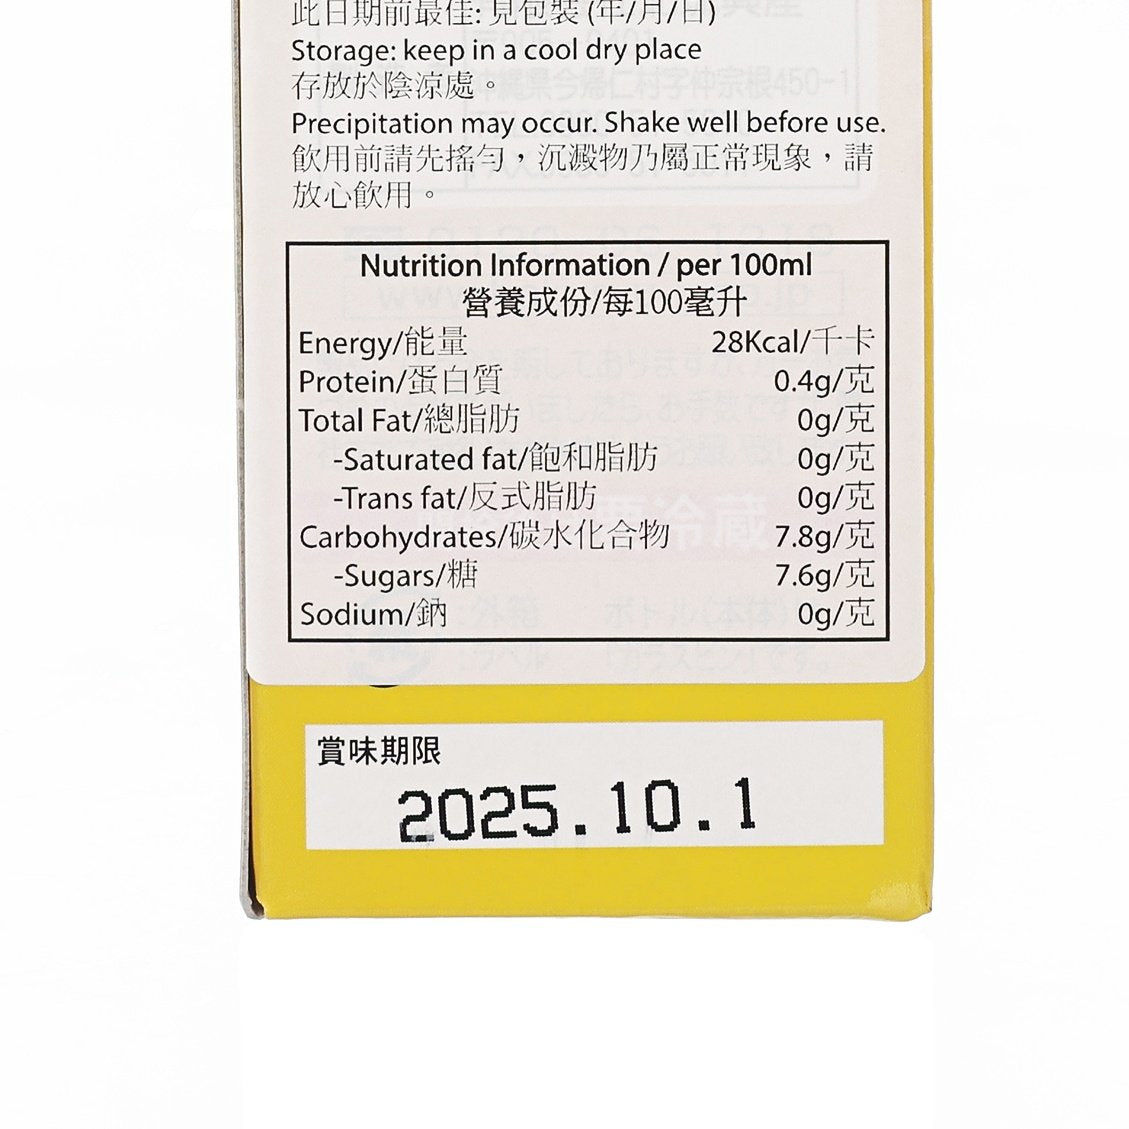 此日期前最佳: 見包裝 (年/月/日)
Storage: keep in a cool dry place
存放於陰涼處。
Precipitation may occur. Shake well before use.
飲用前請先搖勻，沉澱物乃屬正常現象，請
放心飲用。
Nutrition Information / per 100ml
營養成份/每100毫升
Energy/能量 28Kcal/千卡
Protein/蛋白質 0.4g/克
Total Fat/總脂肪 0g/克
-Saturated fat/飽和脂肪 0g/克
-Trans fat/反式脂肪 0g/克
Carbohydrates/碳水化合物 7.8g/克
-Sugars/糖 7.6g/克
Sodium/鈉 0g/克
賞味期限
2025.10.1